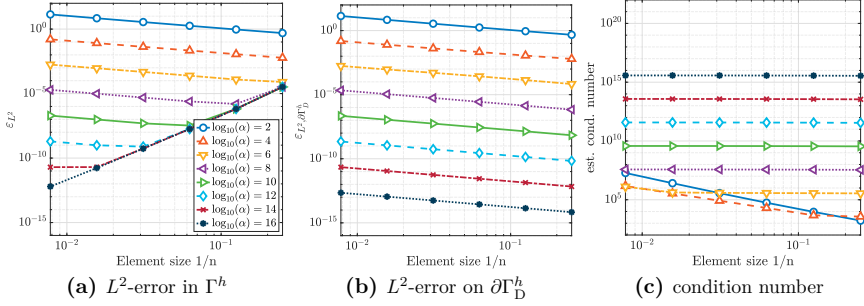 10^0
10^-5
10^-10
10^-15
ε_{L^2}
log_10(α) = 2
log_10(α) = 4
log_10(α) = 6
log_10(α) = 8
log_10(α) = 10
log_10(α) = 12
log_10(α) = 14
log_10(α) = 16
10^-2
10^-1
Element size 1/n
(a) L^2-error in Γ^h
10^0
10^-5
10^-10
10^-15
ε_{L^2,∂Γ_D^h}
10^-2
10^-1
Element size 1/n
(b) L^2-error on ∂Γ_D^h
10^20
10^15
10^10
10^5
est. cond. number
10^-2
10^-1
Element size 1/n
(c) condition number